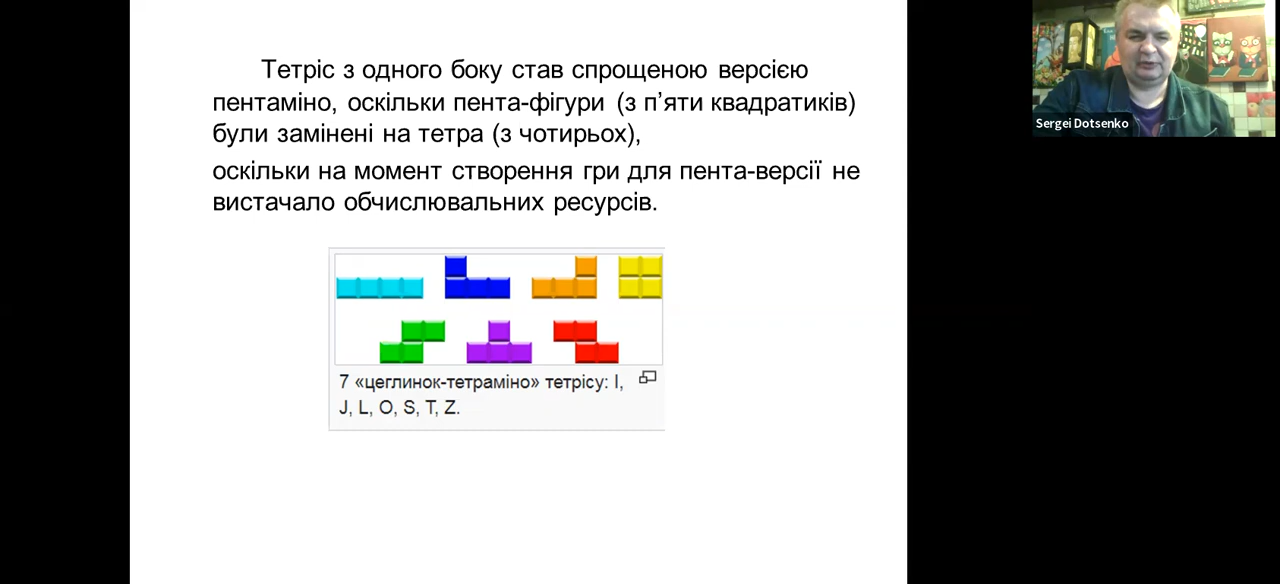 Тетріс з одного боку став спрощеною версією
пентаміно, оскільки пента-фігури (з п’яти квадратиків)
були замінені на тетра (з чотирьох),
оскільки на момент створення гри для пента-версії не
вистачало обчислювальних ресурсів.
7 «цеглинок-тетраміно» тетрісу: I,
J, L, O, S, T, Z.
Sergei Dotsenko